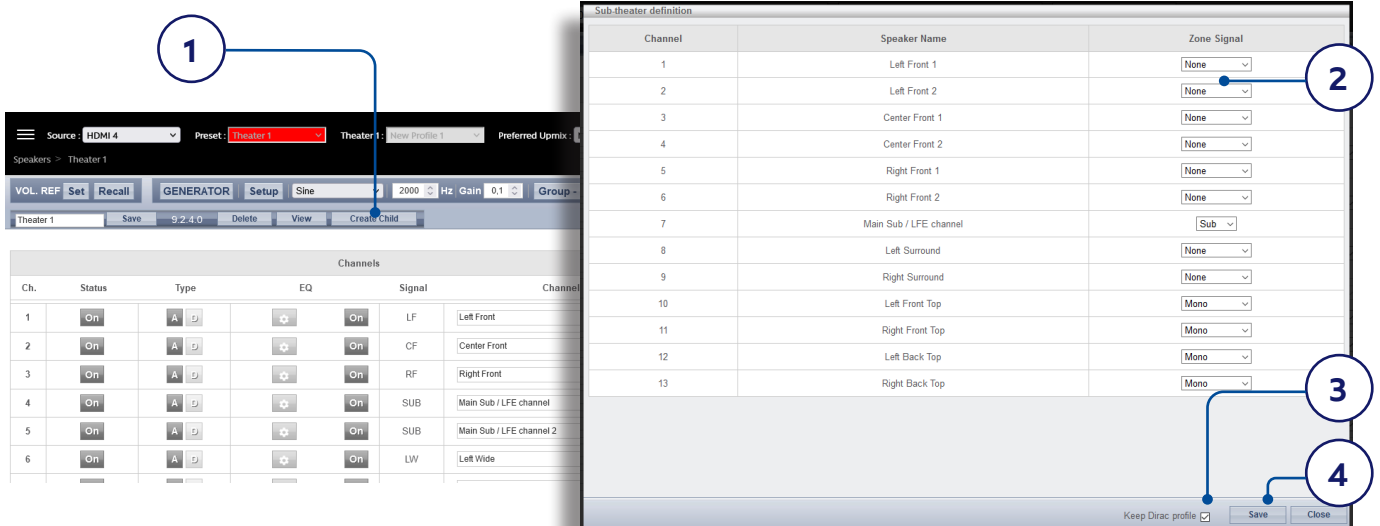 1
Source : HDMI 4 Preset : Theater 1 Theater 1 : New Profile 1 Preferred Upmix :
Speakers > Theater 1
VOL. REF Set Recall GENERATOR Setup Sine 2000 Hz Gain 0,1 Group -
Theater 1 Save 9.2.4.0 Delete View Create Child
Channels
Ch. Status Type EQ Signal Channel
1 On A D On LF Left Front
2 On A D On CF Center Front
3 On A D On RF Right Front
4 On A D On SUB Main Sub / LFE channel
5 On A D On SUB Main Sub / LFE channel 2
6 On A D On LW Left Wide
Sub-theater definition
Channel Speaker Name Zone Signal
1 Left Front 1 None
2
2 Left Front 2 None
3 Center Front 1 None
4 Center Front 2 None
5 Right Front 1 None
6 Right Front 2 None
7 Main Sub / LFE channel Sub
8 Left Surround None
9 Right Surround None
10 Left Front Top Mono
11 Right Front Top Mono
12 Left Back Top Mono
13 Right Back Top Mono
3
4
Keep Dirac profile Save Close